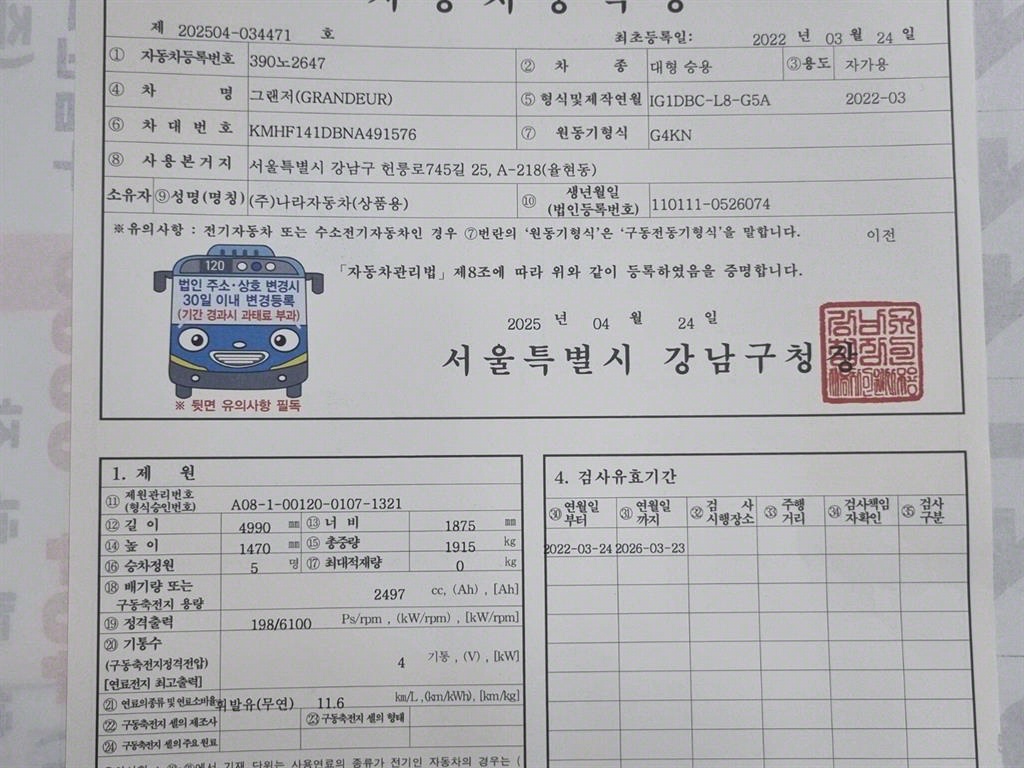 제 202504-034471 호
최초등록일: 2022 년 03 월 24 일
① 자동차등록번호 390노2647 ② 차 종 대형 승용 ③용도 자가용
④ 차 명 그랜저(GRANDEUR) ⑤ 형식및제작연월 IG1DBC-L8-G5A 2022-03
⑥ 차 대 번 호 KMHF141DBNA491576 ⑦ 원동기형식 G4KN
⑧ 사 용 본 거 지 서울특별시 강남구 헌릉로745길 25, A-218(율현동)
소유자 ⑨성명(명칭) (주)나라자동차(상품용) ⑩ 생년월일
(법인등록번호) 110111-0526074
※유의사항 : 전기자동차 또는 수소전기자동차인 경우 ⑦번란의 '원동기형식'은 '구동전동기형식'을 말합니다. 이전
「자동차관리법」 제8조에 따라 위와 같이 등록하였음을 증명합니다.
120
법인 주소·상호 변경시
30일 이내 변경등록
(기간 경과시 과태료 부과)
※ 뒷면 유의사항 필독
2025 년 04 월 24 일
서울특별시 강남구청장
1. 제 원
⑪ 제원관리번호
(형식승인번호) A08-1-00120-0107-1321
⑫ 길 이 4990 ㎜ ⑬ 너 비 1875 ㎜
⑭ 높 이 1470 ㎜ ⑮ 총중량 1915 kg
⑯ 승차정원 5 명 ⑰ 최대적재량 0 kg
⑱ 배기량 또는
구동축전지 용량 2497 cc, (Ah) , [Ah]
⑲ 정격출력 198/6100 Ps/rpm , (kW/rpm) , [kW/rpm]
⑳ 기통수
(구동축전지정격전압)
[연료전지 최고출력] 4 기통 , (V) , [kW]
㉑ 연료의종류 및 연료소비율 휘발유(무연) 11.6 km/L ,(km/kWh), [km/kg]
㉒ 구동축전지 셀의 제조사 ㉓ 구동축전지 셀의 형태
㉔ 구동축전지 셀의 주요 원료
4. 검사유효기간
㉚ 연월일
부터 ㉛ 연월일
까지 ㉜ 검 사
시행장소 ㉝ 주행
거리 ㉞ 검사책임
자확인 ㉟ 검사
구분
2022-03-24 2026-03-23